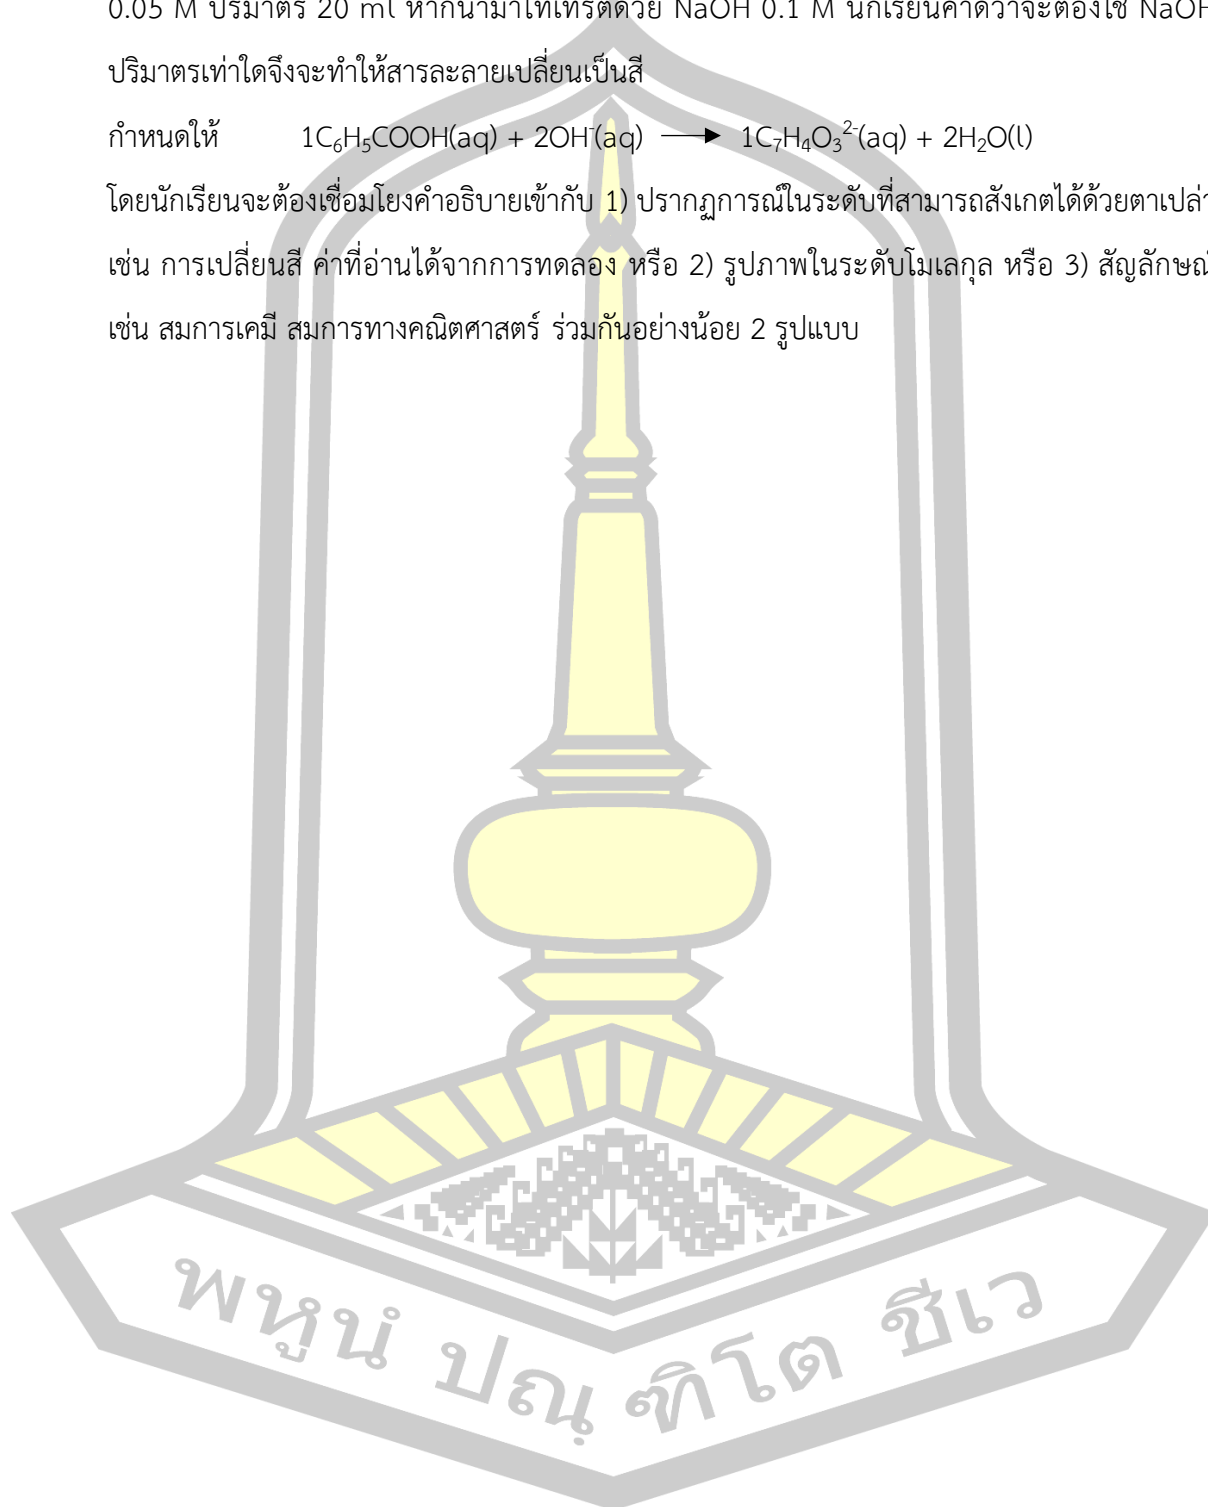 0.05 M ปริมาตร 20 ml หากนำมาไทเทรตด้วย NaOH 0.1 M นักเรียนคาดว่าจะต้องใช้ NaOH
ปริมาตรเท่าใดจึงจะทำให้สารละลายเปลี่ยนเป็นสี
กำหนดให้ 1C₆H₅COOH(aq) + 2OH⁻(aq) → 1C₇H₄O₃²⁻(aq) + 2H₂O(l)
โดยนักเรียนจะต้องเชื่อมโยงคำอธิบายเข้ากับ 1) ปรากฏการณ์ในระดับที่สามารถสังเกตได้ด้วยตาเปล่า
เช่น การเปลี่ยนสี ค่าที่อ่านได้จากการทดลอง หรือ 2) รูปภาพในระดับโมเลกุล หรือ 3) สัญลักษณ์
เช่น สมการเคมี สมการทางคณิตศาสตร์ ร่วมกันอย่างน้อย 2 รูปแบบ
พหูนํ ปณฺฑิโต ชีเว